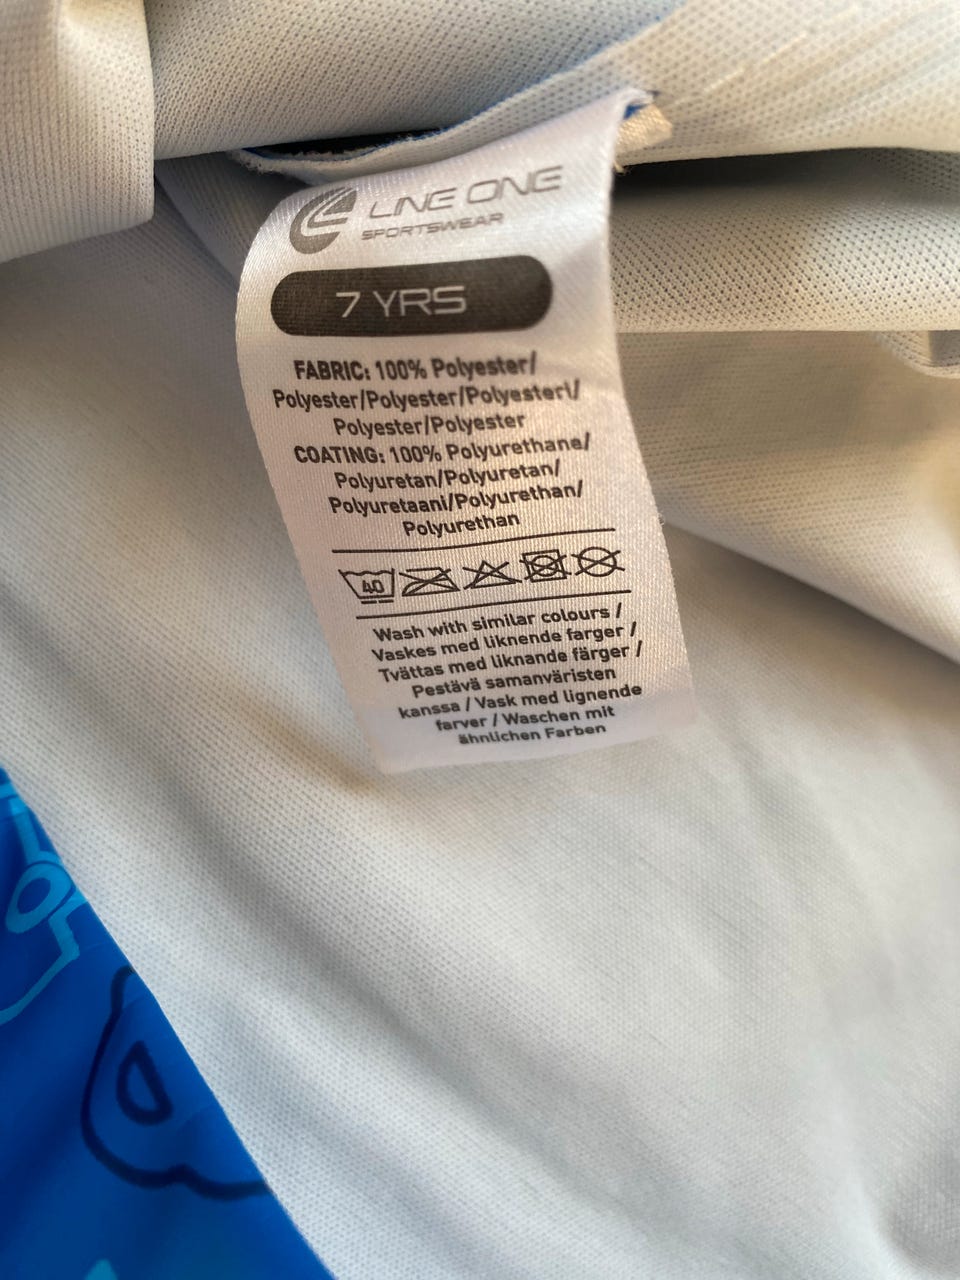 LINE ONE
SPORTSWEAR
7 YRS
FABRIC: 100% Polyester/
Polyester/Polyester/Polyesteri/
Polyester/Polyester
COATING: 100% Polyurethane/
Polyuretan/Polyuretan/
Polyuretaani/Polyurethan/
Polyurethan
40
Wash with similar colours /
Vaskes med liknende farger /
Tvättas med liknande färger /
Pestävä samanväristen
kanssa / Vask med lignende
farver / Waschen mit
ähnlichen Farben